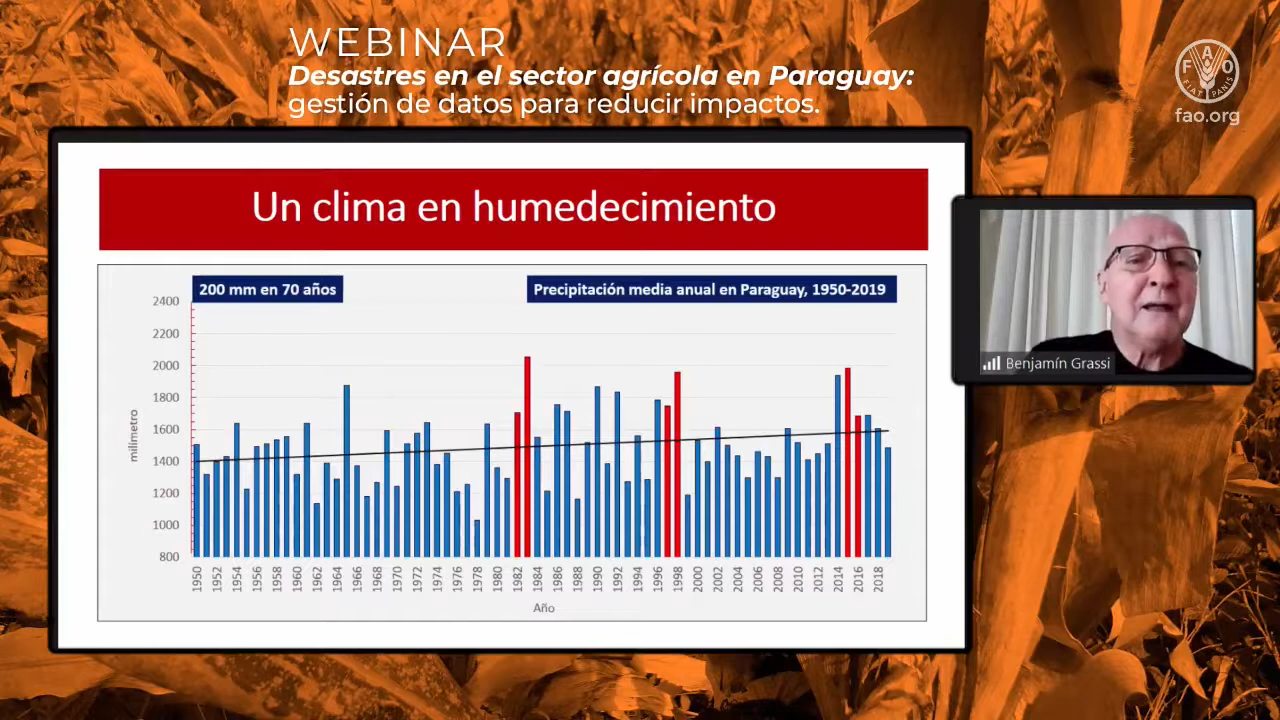 WEBINAR
Desastres en el sector agrícola en Paraguay:
gestión de datos para reducir impactos.
F A O
FIAT PANIS
fao.org
Un clima en humedecimiento
200 mm en 70 años
Precipitación media anual en Paraguay, 1950-2019
2400
2200
2000
1800
1600
1400
1200
1000
800
milímetro
1950 1952 1954 1956 1958 1960 1962 1964 1966 1968 1970 1972 1974 1976 1978 1980 1982 1984 1986 1988 1990 1992 1994 1996 1998 2000 2002 2004 2006 2008 2010 2012 2014 2016 2018
Año
Benjamín Grassi